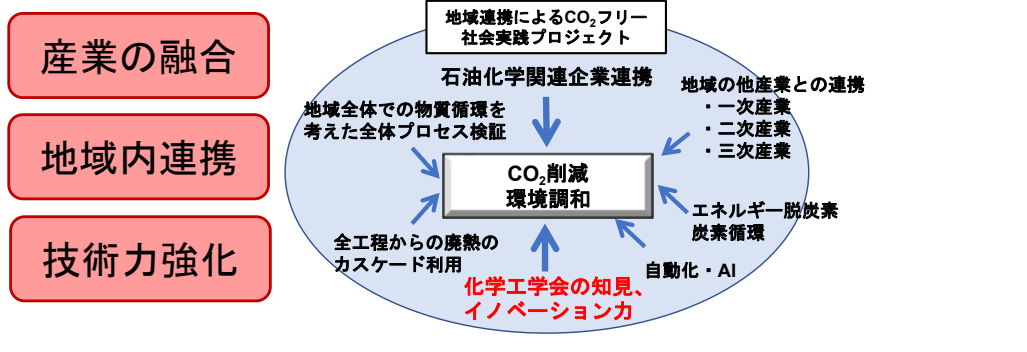 産業の融合
地域内連携
技術力強化
地域連携によるCO₂フリー
社会実践プロジェクト
石油化学関連企業連携
地域の他産業との連携
・一次産業
・二次産業
・三次産業
地域全体での物質循環を
考えた全体プロセス検証
CO₂削減
環境調和
エネルギー脱炭素
炭素循環
全工程からの廃熱の
カスケード利用
自動化・AI
化学工学会の知見、
イノベーション力